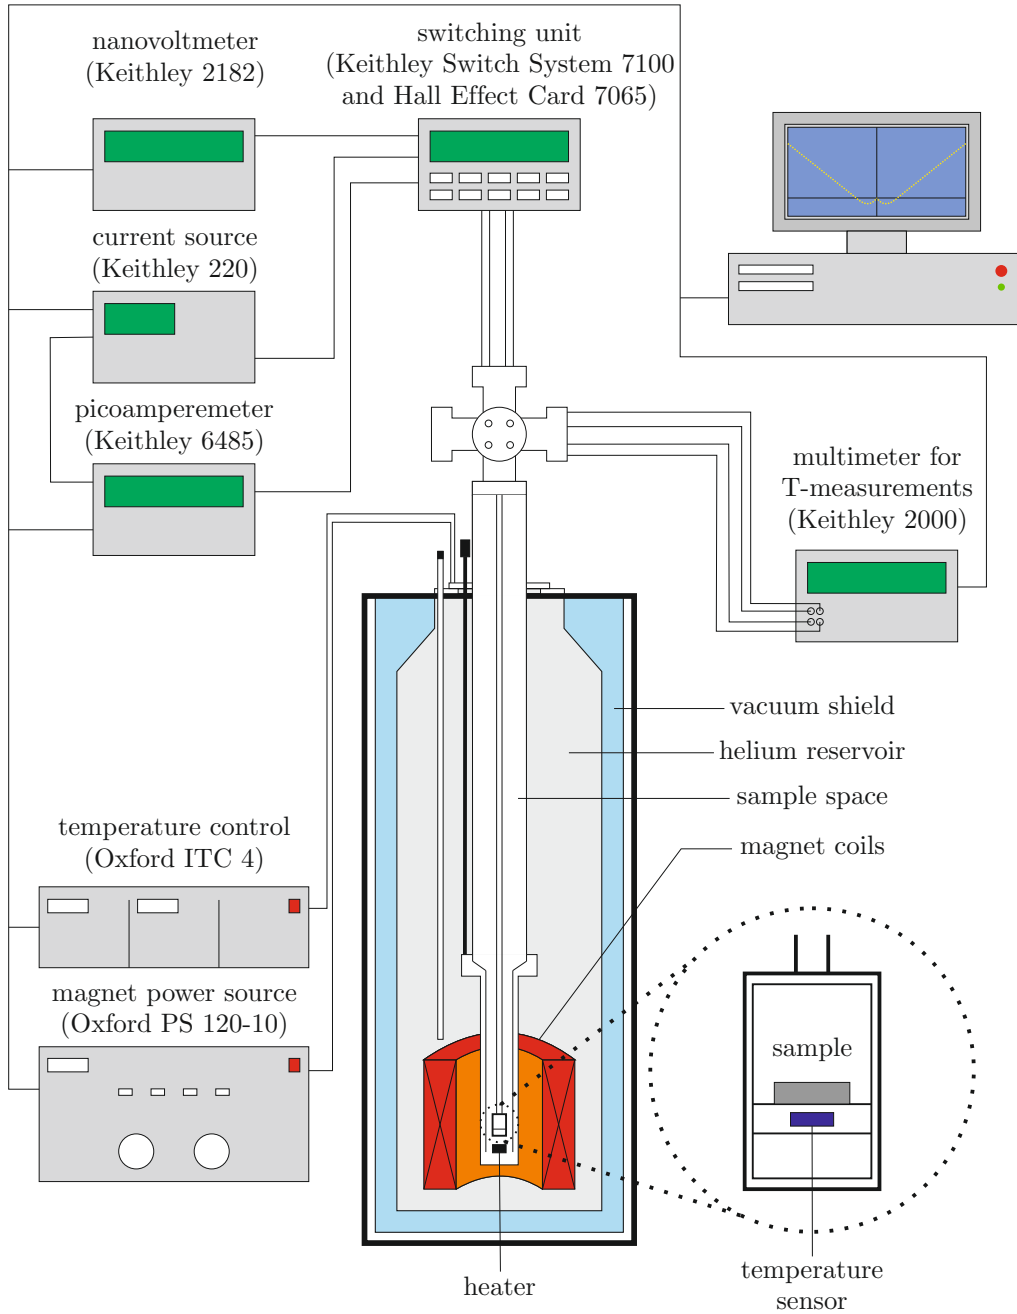 nanovoltmeter
(Keithley 2182)
switching unit
(Keithley Switch System 7100
and Hall Effect Card 7065)
current source
(Keithley 220)
picoamperemeter
(Keithley 6485)
multimeter for
T-measurements
(Keithley 2000)
vacuum shield
helium reservoir
sample space
magnet coils
temperature control
(Oxford ITC 4)
magnet power source
(Oxford PS 120-10)
sample
heater
temperature
sensor